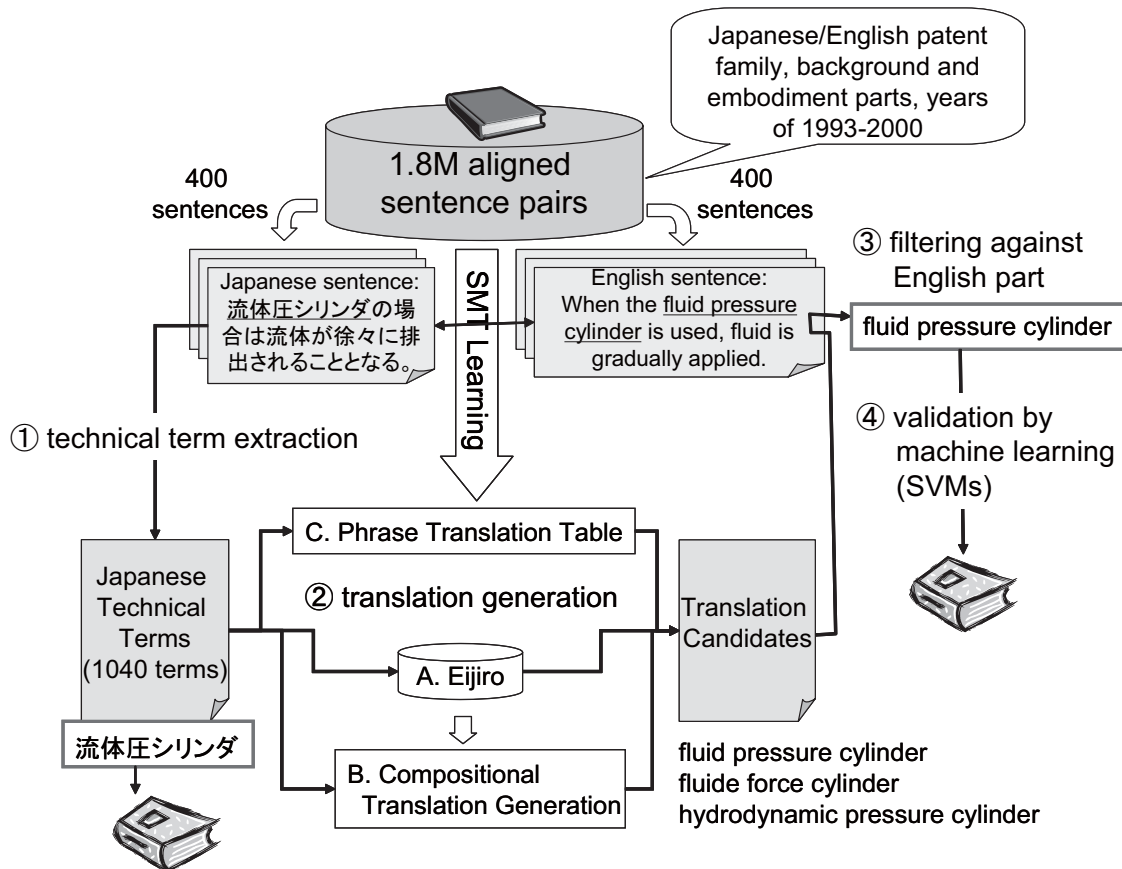 Japanese/English patent
family, background and
embodiment parts, years
of 1993-2000
1.8M aligned
sentence pairs
400
sentences
400
sentences
Japanese sentence:
流体圧シリンダの場
合は流体が徐々に排
出されることとなる。
SMT Learning
English sentence:
When the fluid pressure
cylinder is used, fluid is
gradually applied.
③ filtering against
English part
fluid pressure cylinder
① technical term extraction
④ validation by
machine learning
(SVMs)
C. Phrase Translation Table
Japanese
Technical
Terms
(1040 terms)
② translation generation
Translation
Candidates
A. Eijiro
流体圧シリンダ
B. Compositional
Translation Generation
fluid pressure cylinder
fluide force cylinder
hydrodynamic pressure cylinder